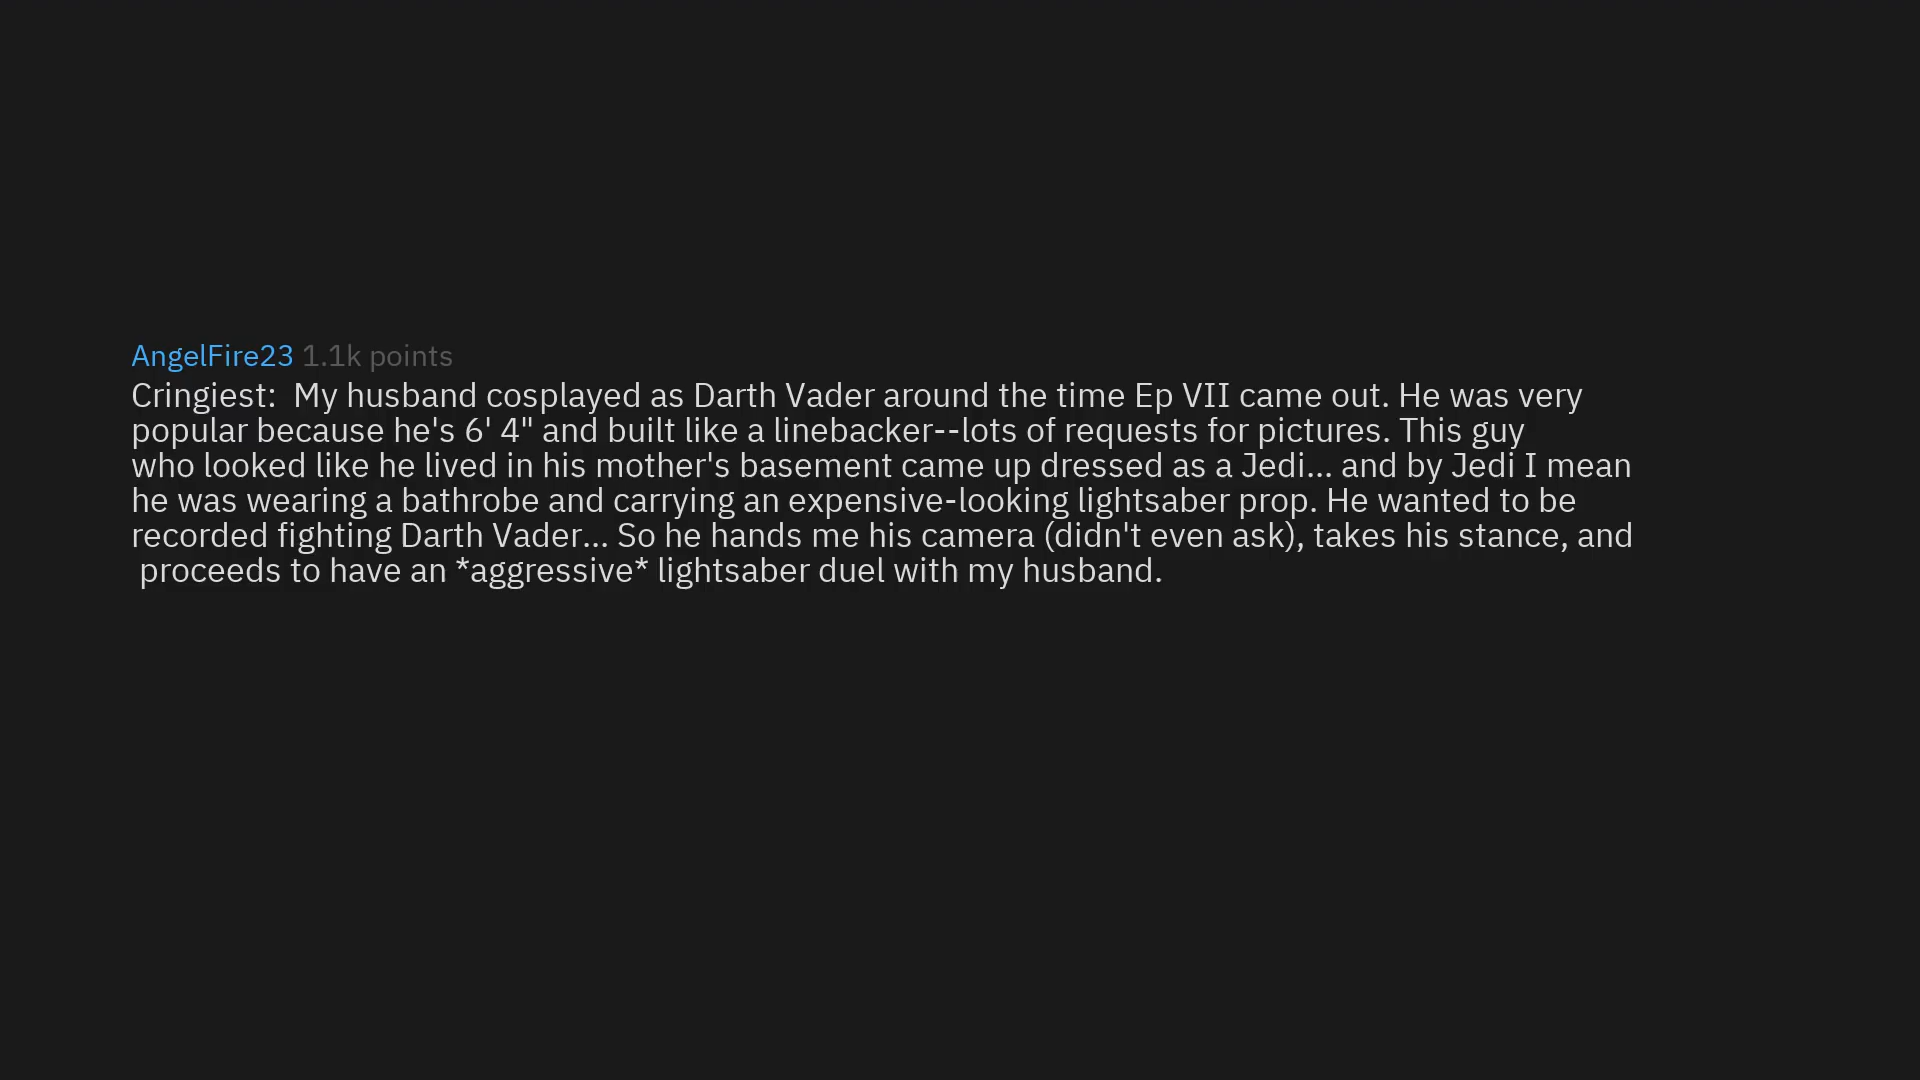 AngelFire23 1.1k points
Cringiest:  My husband cosplayed as Darth Vader around the time Ep VII came out. He was very
popular because he's 6' 4" and built like a linebacker--lots of requests for pictures. This guy
who looked like he lived in his mother's basement came up dressed as a Jedi... and by Jedi I mean
he was wearing a bathrobe and carrying an expensive-looking lightsaber prop. He wanted to be
recorded fighting Darth Vader... So he hands me his camera (didn't even ask), takes his stance, and
proceeds to have an *aggressive* lightsaber duel with my husband.